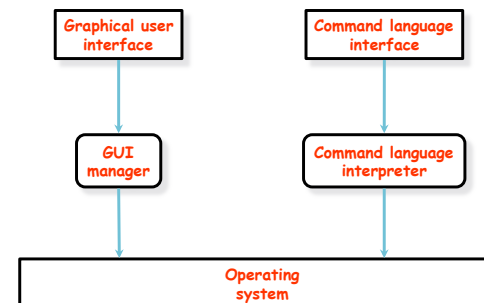 Graphical user
interface
Command language
interface
GUI
manager
Command language
interpreter
Operating
system